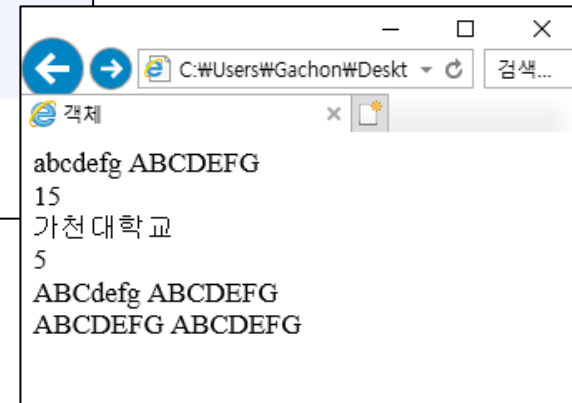 C:₩Users₩Gachon₩Deskt
검색...
객체
abcdefg ABCDEFG
15
가천대학교
5
ABCdefg ABCDEFG
ABCDEFG ABCDEFG